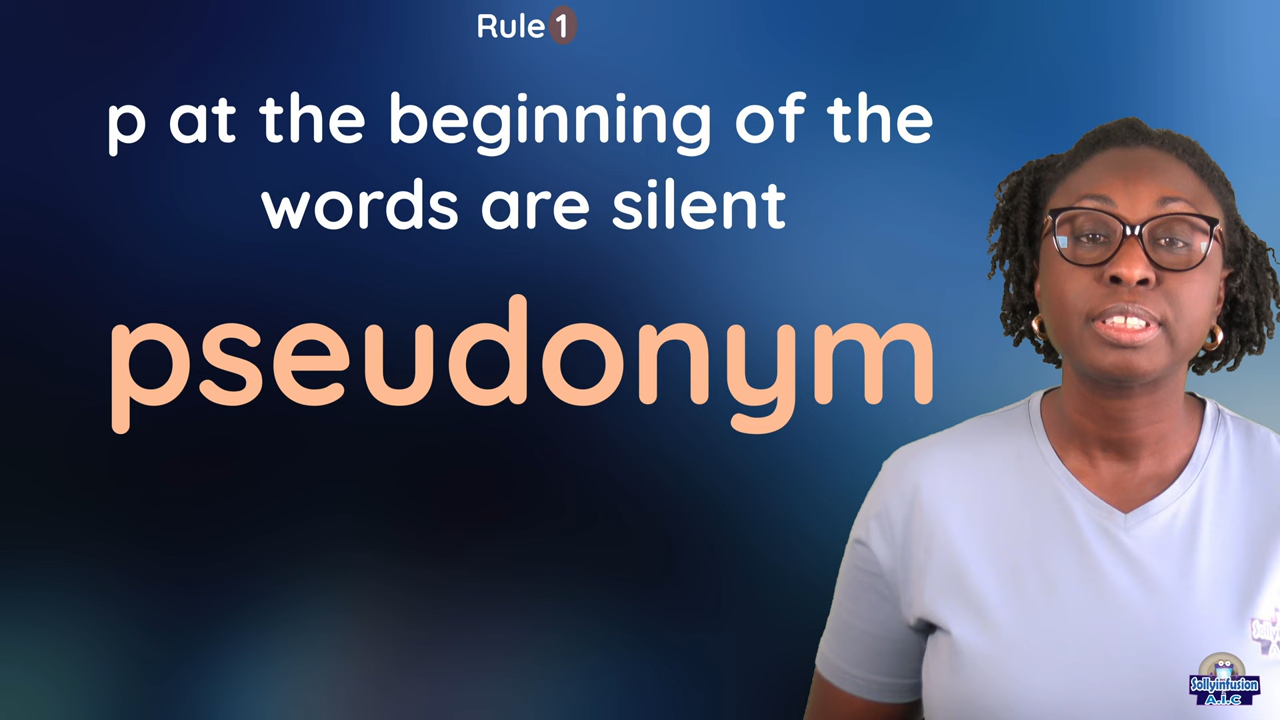 Rule 1
p at the beginning of the
words are silent
pseudonym
Sollyinfusion
A.i.C